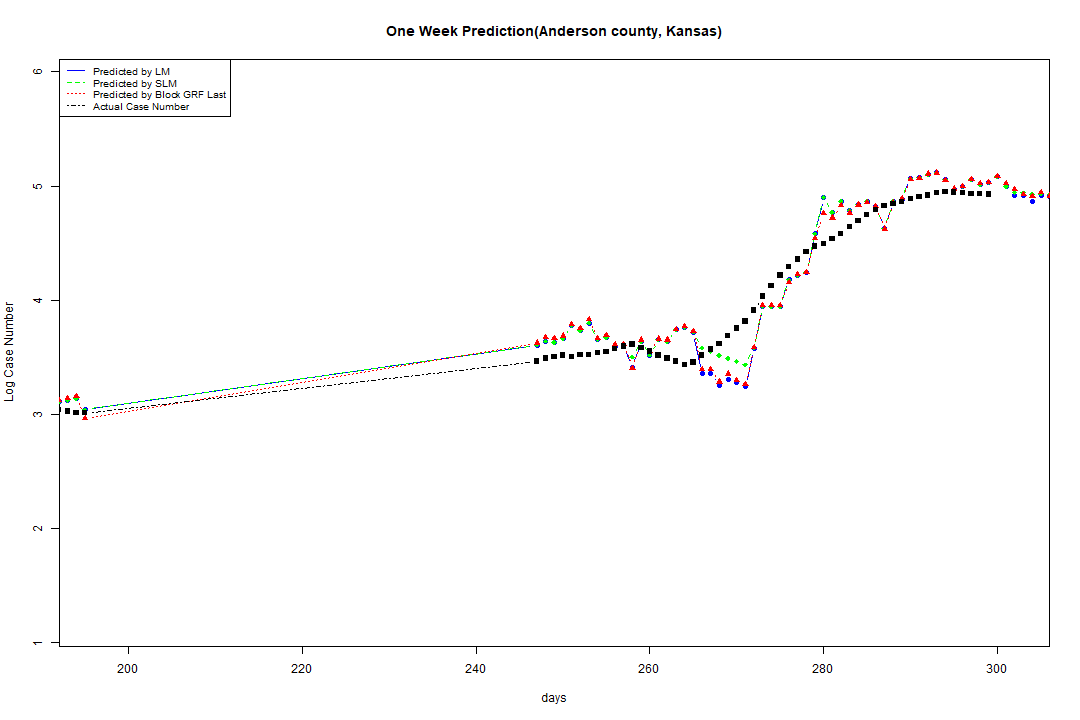 One Week Prediction(Anderson county, Kansas)
Predicted by LM
Predicted by SLM
Predicted by Block GRF Last
Actual Case Number
6
5
4
3
2
1
Log Case Number
200 220 240 260 280 300
days